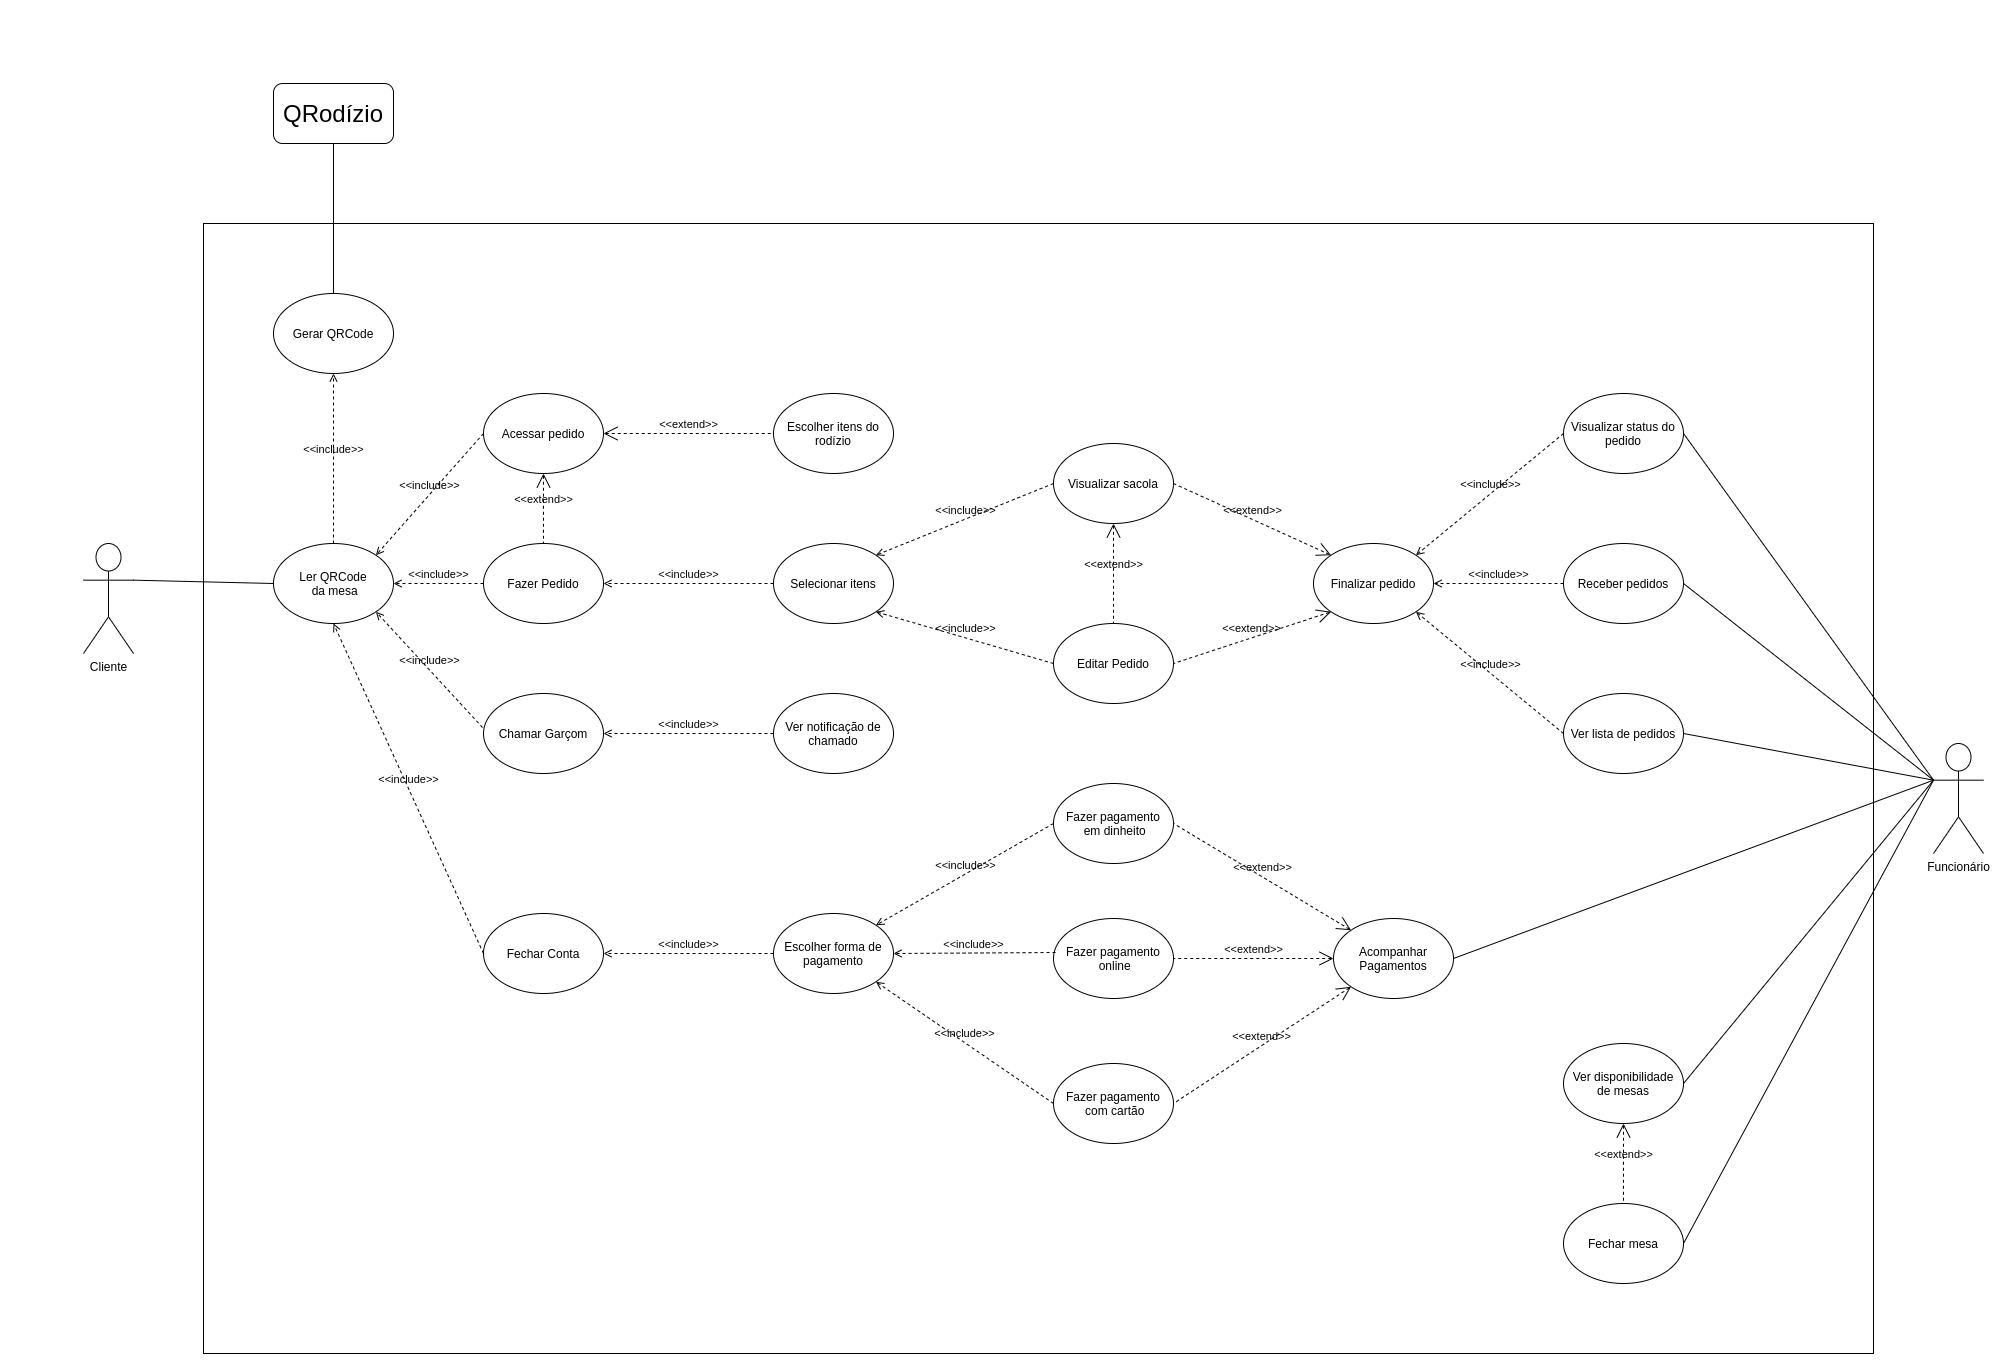 QRodízio
Gerar QRCode
Acessar pedido
<<extend>>
Escolher itens do
rodízio
Visualizar status do
pedido
<<include>>
<<include>>
<<extend>>
Visualizar sacola
<<include>>
<<extend>>
<<include>>
Ler QRCode
da mesa
<<include>>
Fazer Pedido
<<include>>
Selecionar itens
<<extend>>
Finalizar pedido
<<include>>
Receber pedidos
<<include>>
<<extend>>
Editar Pedido
<<include>>
<<include>>
Cliente
Chamar Garçom
<<include>>
Ver notificação de
chamado
Ver lista de pedidos
<<include>>
Fazer pagamento
em dinheito
<<include>>
<<extend>>
Funcionário
Fechar Conta
<<include>>
Escolher forma de
pagamento
<<include>>
Fazer pagamento
online
<<extend>>
Acompanhar
Pagamentos
<<include>>
<<extend>>
Fazer pagamento
com cartão
Ver disponibilidade
de mesas
<<extend>>
Fechar mesa